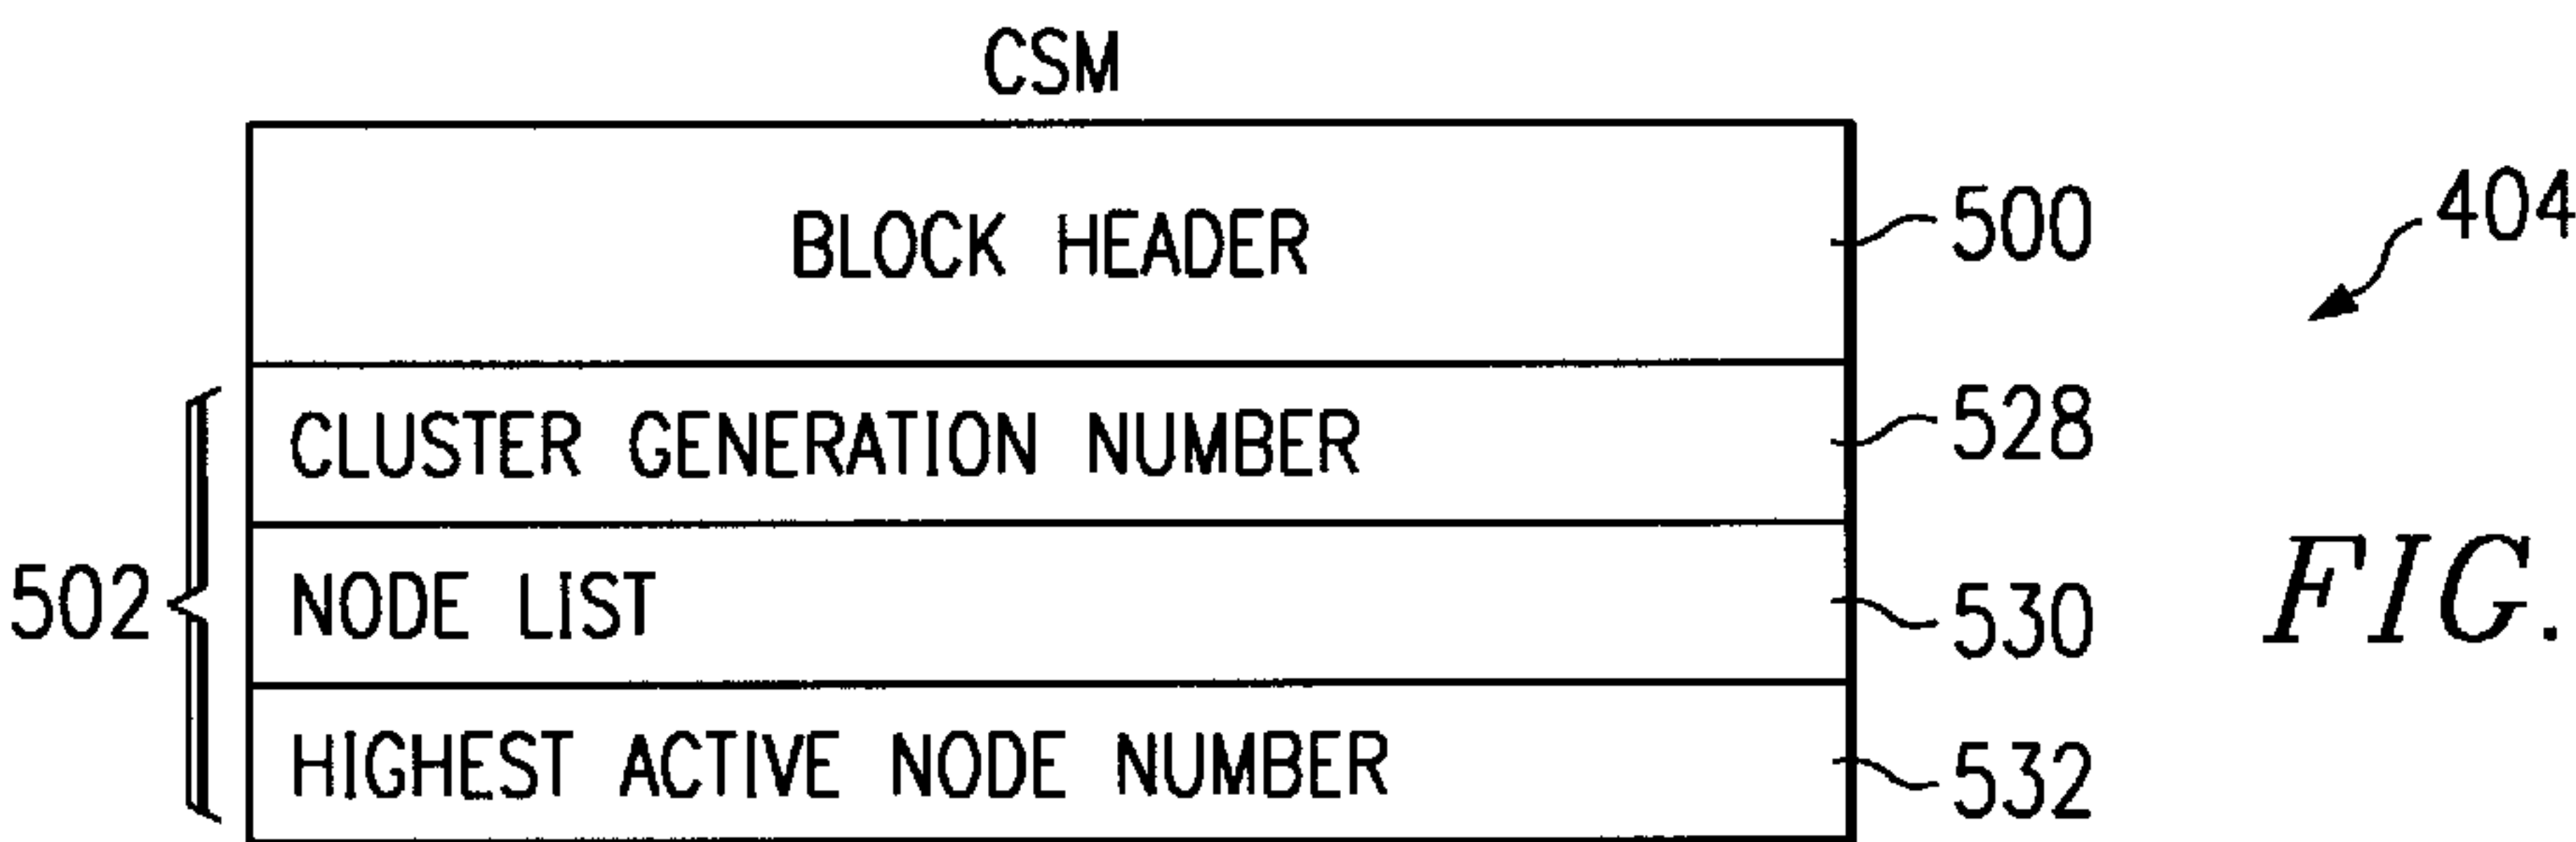 CSM
BLOCK HEADER
500
404
CLUSTER GENERATION NUMBER
528
502
NODE LIST
530
FIG.
HIGHEST ACTIVE NODE NUMBER
532